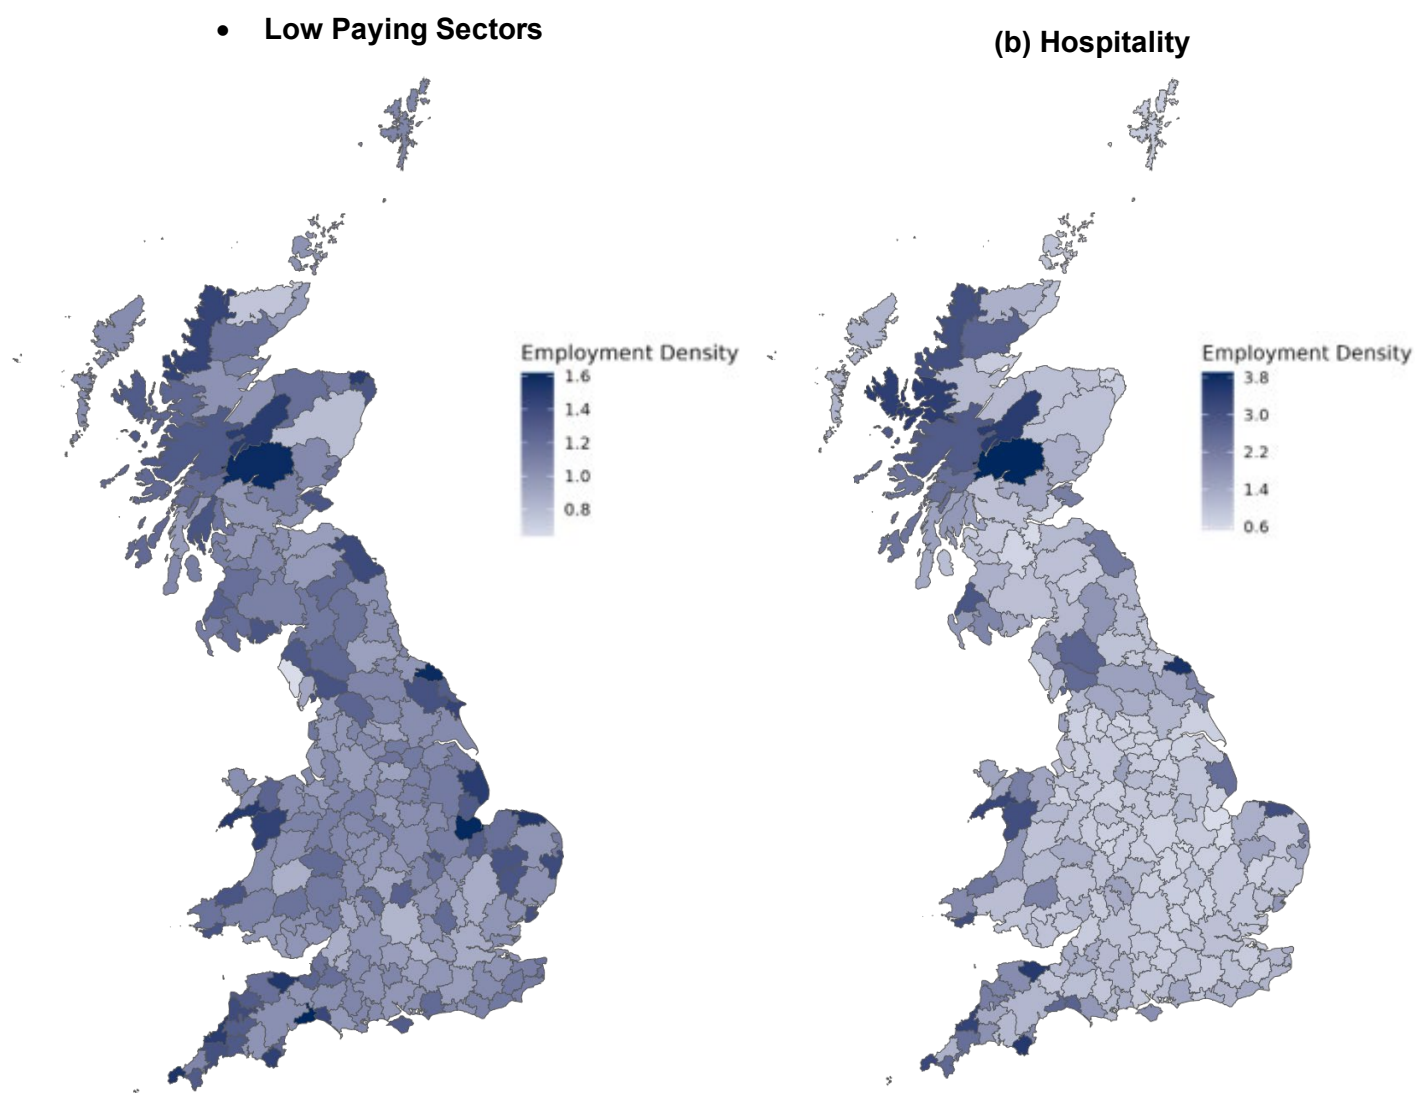 • Low Paying Sectors
(b) Hospitality
Employment Density
1.6
1.4
1.2
1.0
0.8
Employment Density
3.8
3.0
2.2
1.4
0.6